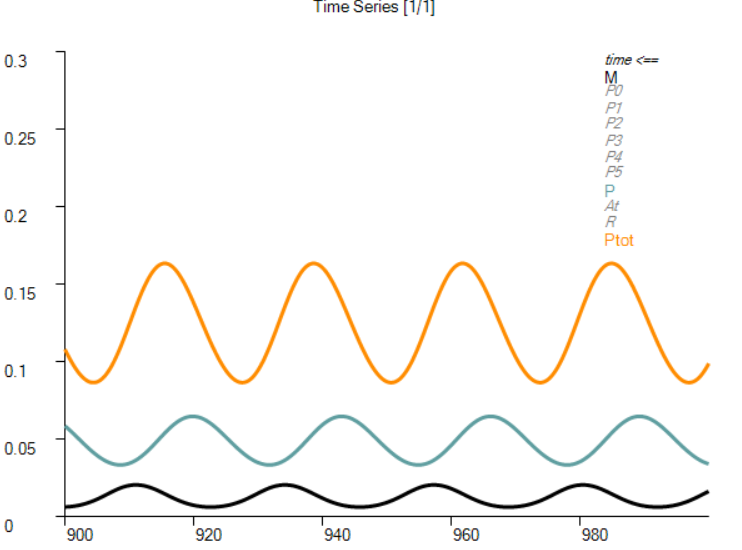 Time Series [1/1]
0.3
0.25
0.2
0.15
0.1
0.05
0
900
920
940
960
980
time <==
M
P0
P1
P2
P3
P4
P5
P
At
R
Ptot